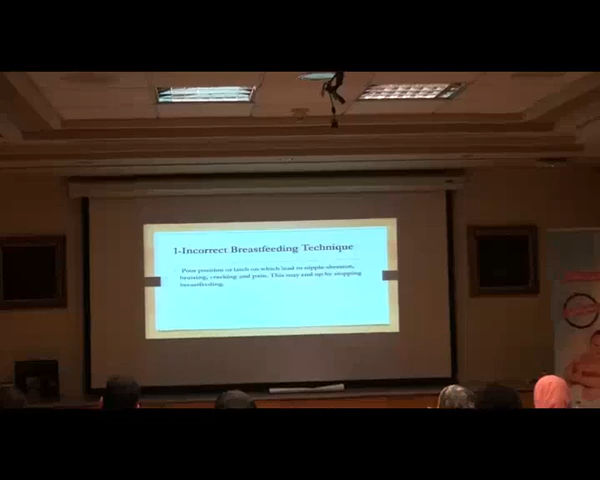 1-Incorrect Breastfeeding Technique
Poor position or latch on which lead to nipple abrasion,
bruising, cracking and pain. This may end up by stopping
breastfeeding.